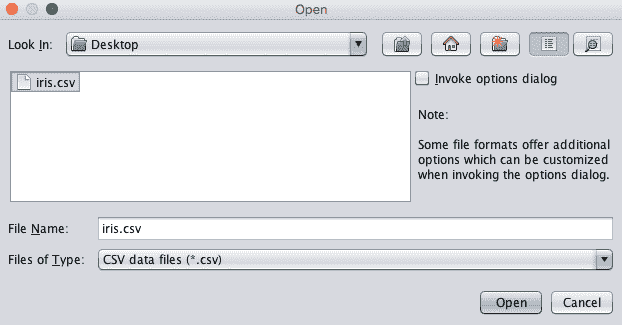 Open
Look In: Desktop
iris.csv
Invoke options dialog
Note:
Some file formats offer additional
options which can be customized
when invoking the options dialog.
File Name: iris.csv
Files of Type: CSV data files (*.csv)
Open Cancel